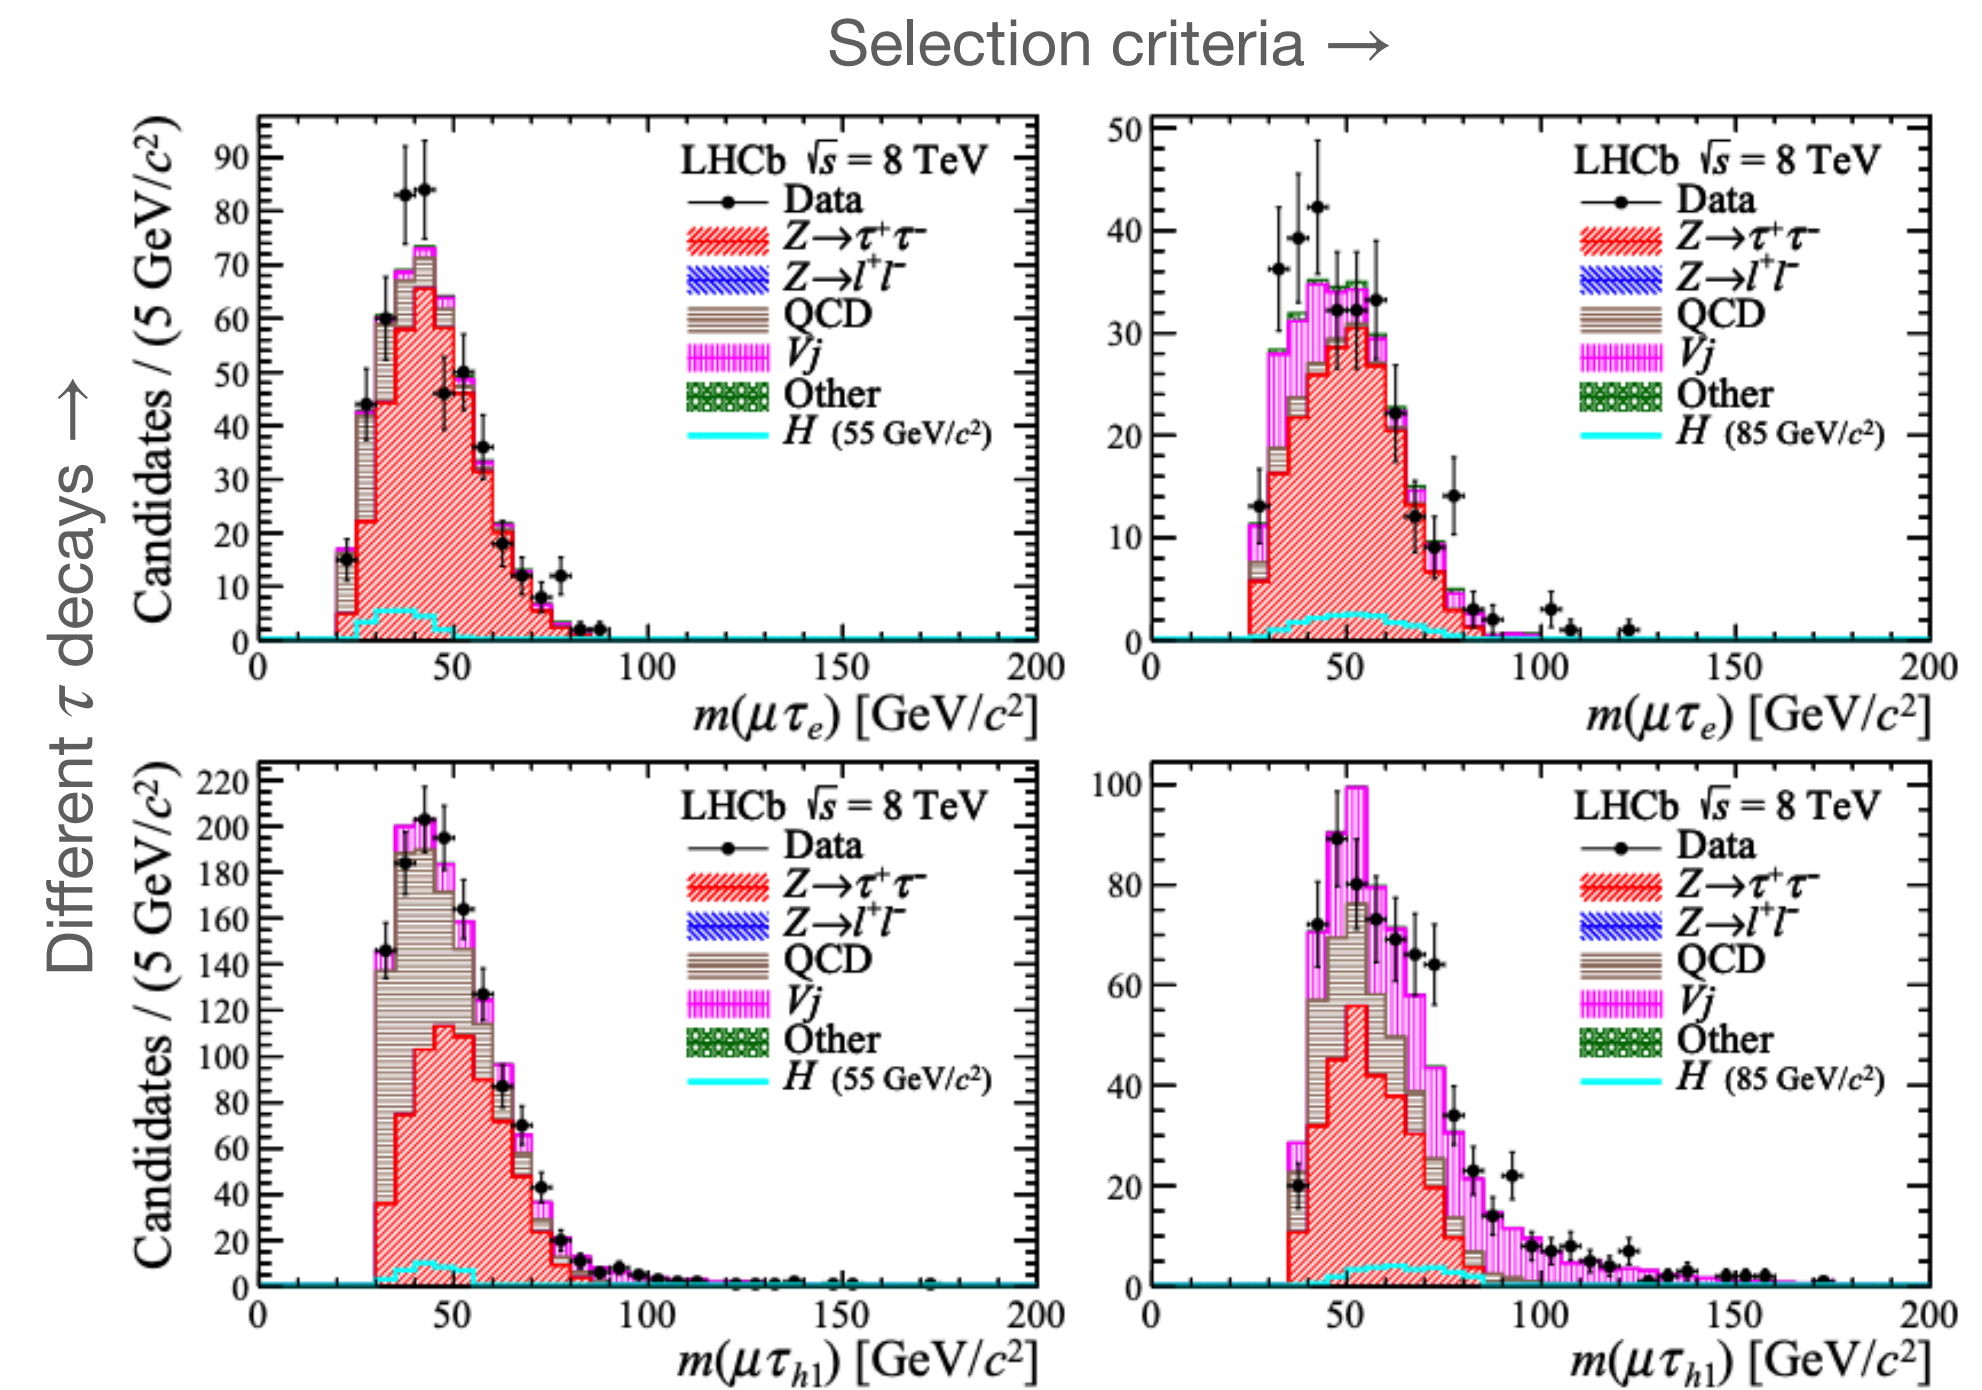 Selection criteria →
Different τ decays →
Candidates / (5 GeV/c²)
90
80
70
60
50
40
30
20
10
0
LHCb √s = 8 TeV
Data
Z→τ⁺τ⁻
Z→l⁺l⁻
QCD
Vj
Other
H (55 GeV/c²)
0 50 100 150 200
m(μτₑ) [GeV/c²]
50
40
30
20
10
0
LHCb √s = 8 TeV
Data
Z→τ⁺τ⁻
Z→l⁺l⁻
QCD
Vj
Other
H (85 GeV/c²)
0 50 100 150 200
m(μτₑ) [GeV/c²]
Candidates / (5 GeV/c²)
220
200
180
160
140
120
100
80
60
40
20
0
LHCb √s = 8 TeV
Data
Z→τ⁺τ⁻
Z→l⁺l⁻
QCD
Vj
Other
H (55 GeV/c²)
0 50 100 150 200
m(μτₕ₁) [GeV/c²]
100
80
60
40
20
0
LHCb √s = 8 TeV
Data
Z→τ⁺τ⁻
Z→l⁺l⁻
QCD
Vj
Other
H (85 GeV/c²)
0 50 100 150 200
m(μτₕ₁) [GeV/c²]